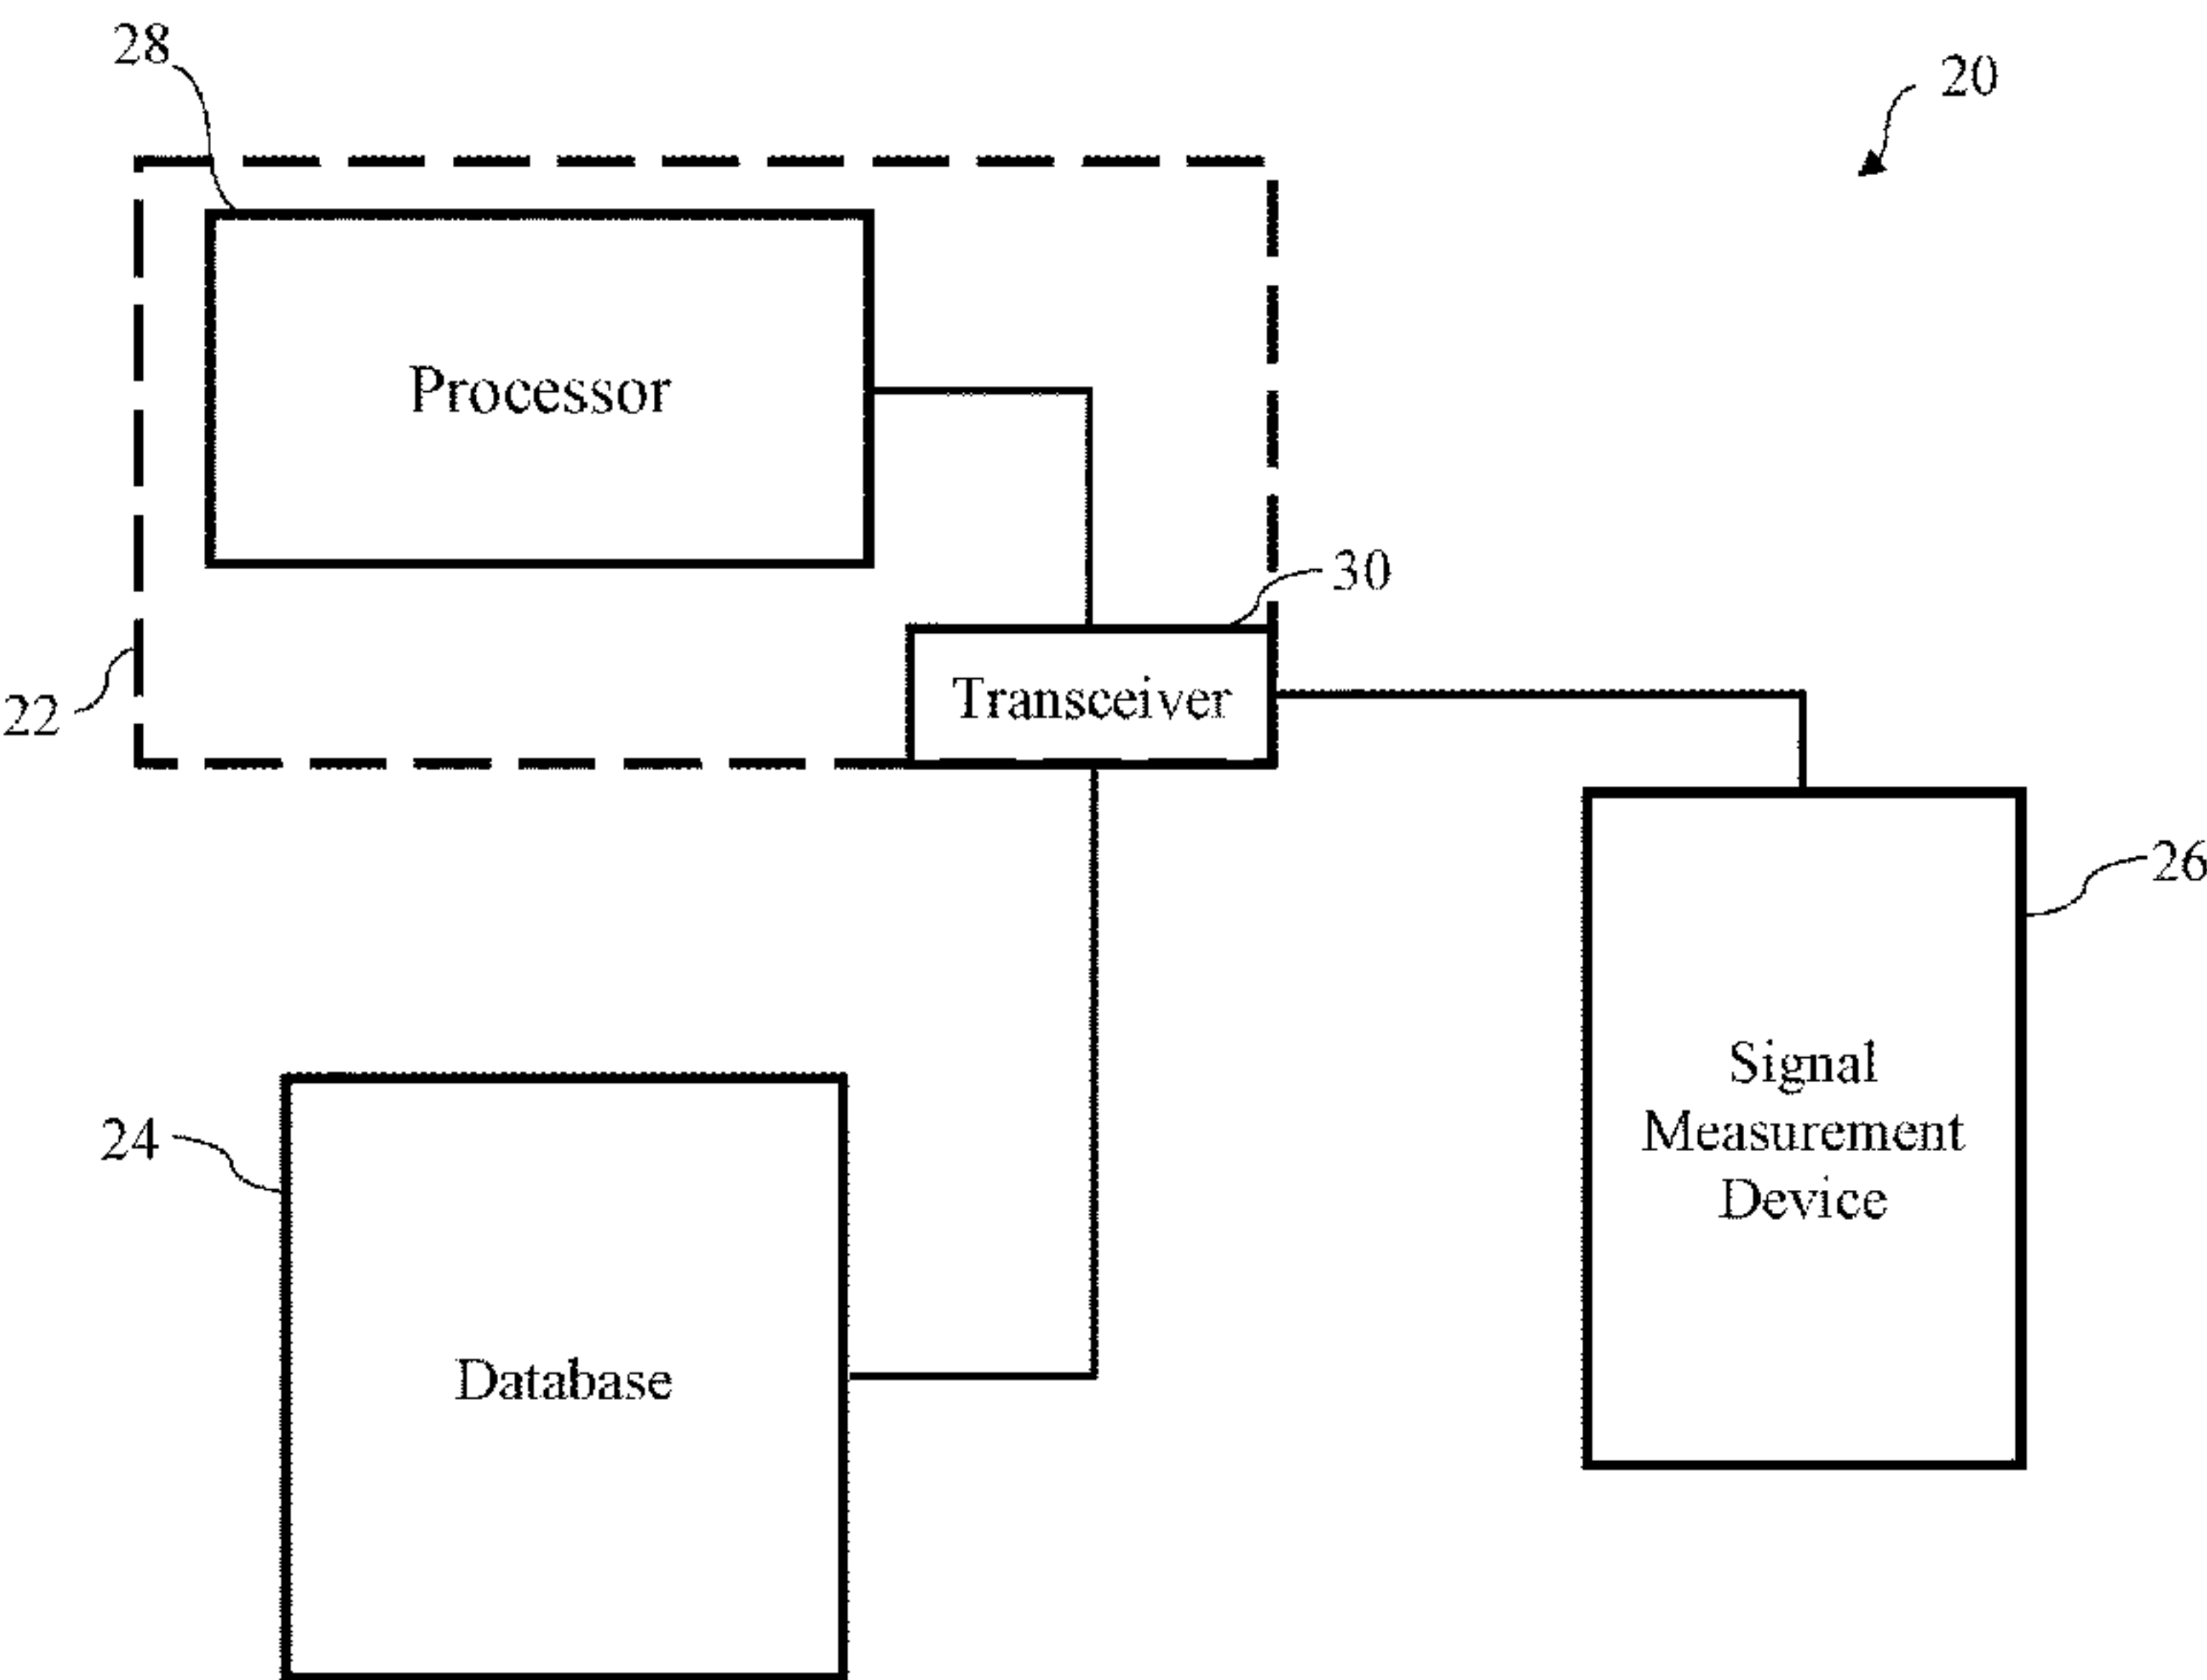 28
20
Processor
30
Transceiver
22
26
Signal
Measurement
Device
24
Database